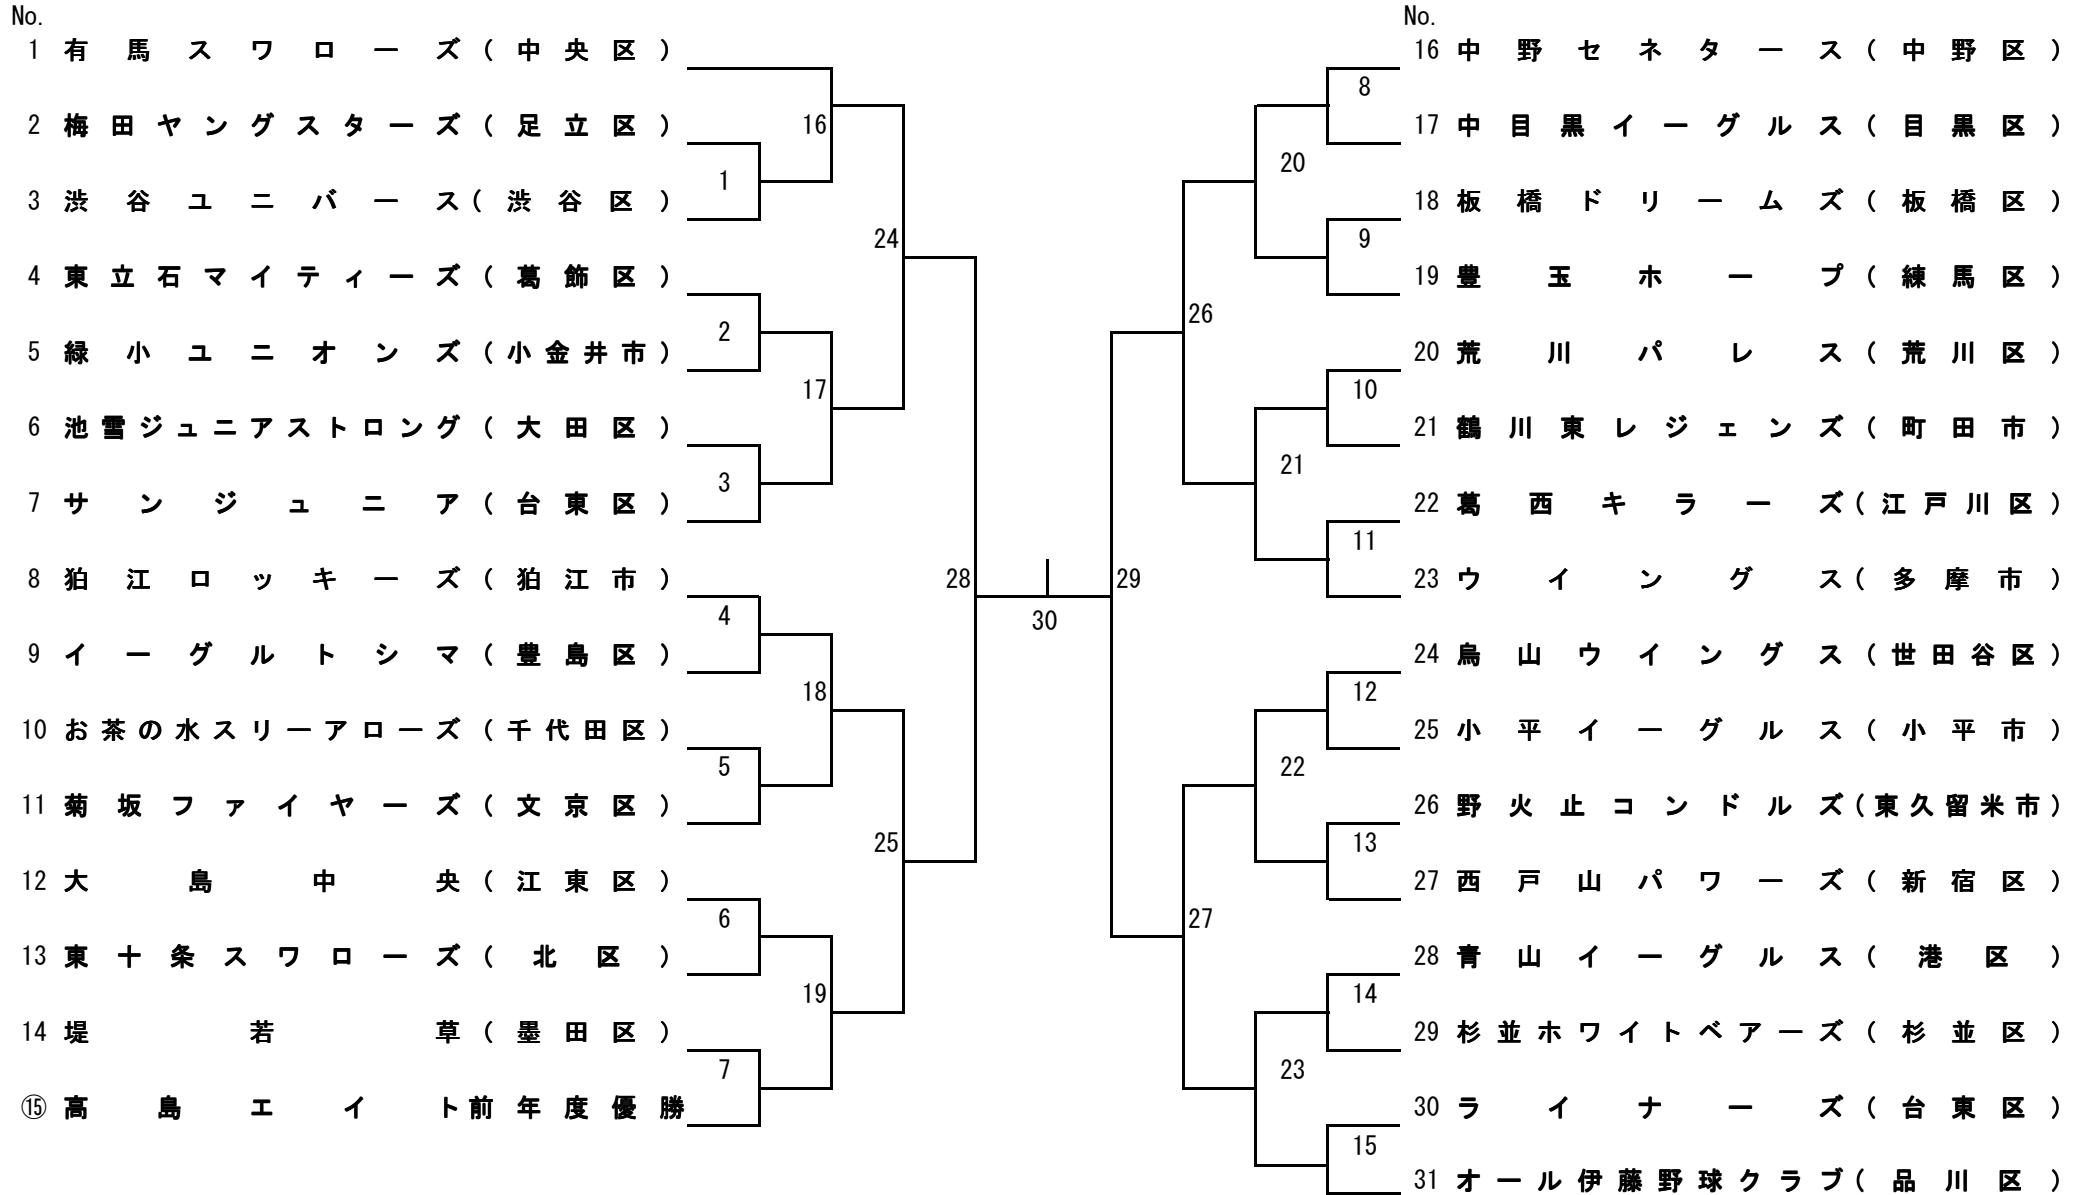 No.
1 有馬スワローズ(中央区)
2 梅田ヤングスターズ(足立区)
3 渋谷ユニバース(渋谷区)
4 東立石マイティーズ(葛飾区)
5 緑小ユニオンズ(小金井市)
6 池雪ジュニアストロング(大田区)
7 サンジュニア(台東区)
8 狛江ロッキーズ(狛江市)
9 イーグルトシマ(豊島区)
10 お茶の水スリーアローズ(千代田区)
11 菊坂ファイヤーズ(文京区)
12 大島中央(江東区)
13 東十条スワローズ(北区)
14 堤若草(墨田区)
⑮ 高島エイト前年度優勝
1
2
3
4
5
6
7
16
17
18
19
24
25
28
30
29
26
27
20
21
22
23
8
9
10
11
12
13
14
15
No.
16 中野セネタース(中野区)
17 中目黒イーグルス(目黒区)
18 板橋ドリームズ(板橋区)
19 豊玉ホープ(練馬区)
20 荒川パレス(荒川区)
21 鶴川東レジェンズ(町田市)
22 葛西キラーズ(江戸川区)
23 ウイングス(多摩市)
24 烏山ウイングス(世田谷区)
25 小平イーグルス(小平市)
26 野火止コンドルズ(東久留米市)
27 西戸山パワーズ(新宿区)
28 青山イーグルス(港区)
29 杉並ホワイトベアーズ(杉並区)
30 ライナーズ(台東区)
31 オール伊藤野球クラブ(品川区)